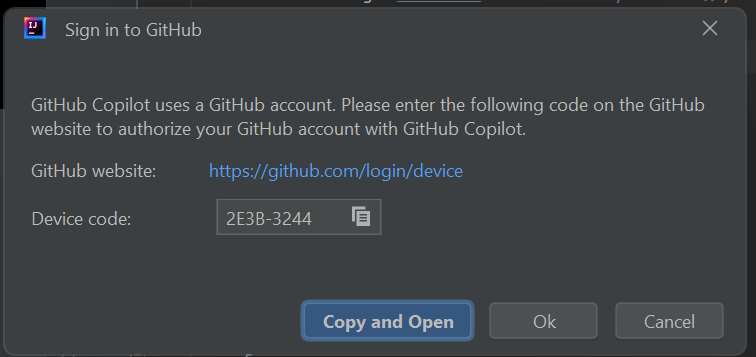 IJ
Sign in to GitHub
GitHub Copilot uses a GitHub account. Please enter the following code on the GitHub
website to authorize your GitHub account with GitHub Copilot.
GitHub website: https://github.com/login/device
Device code: 2E3B-3244
Copy and Open Ok Cancel